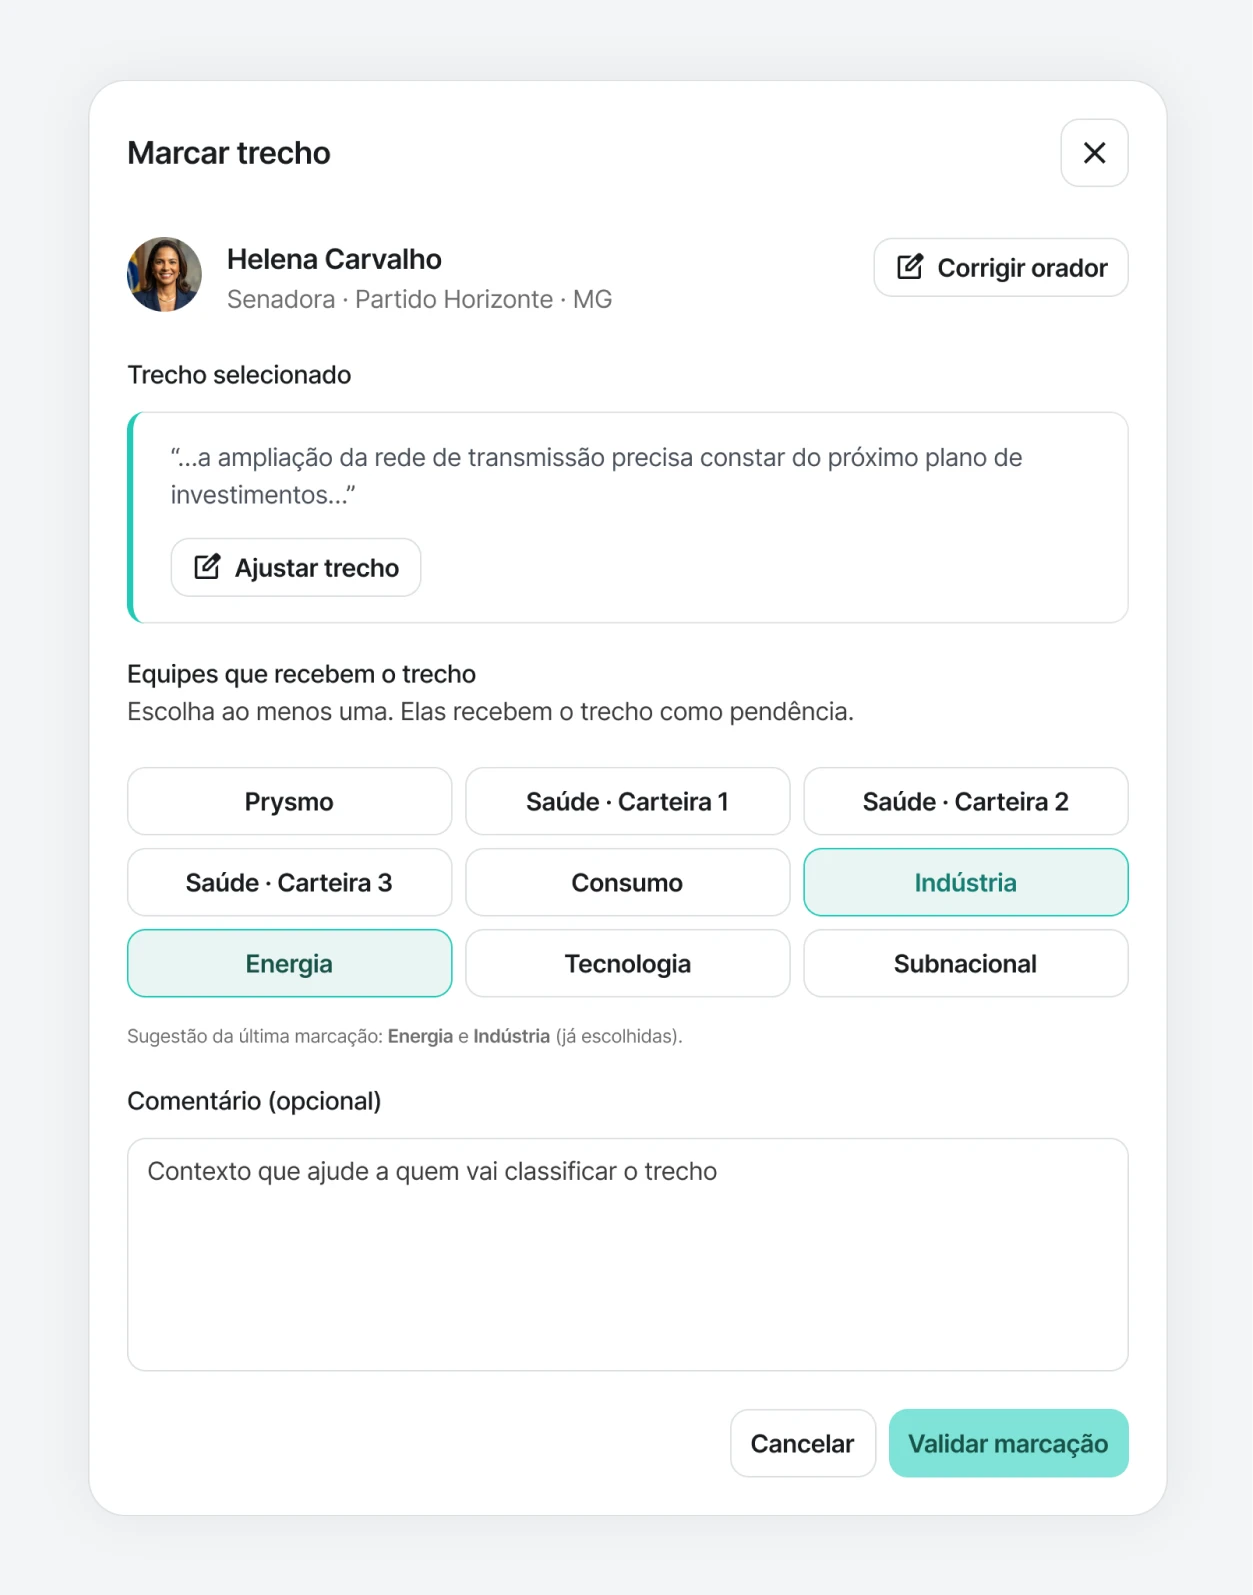 Marcar trecho
Helena Carvalho
Senadora · Partido Horizonte · MG
Corrigir orador
Trecho selecionado
“…a ampliação da rede de transmissão precisa constar do próximo plano de
investimentos…”
Ajustar trecho
Equipes que recebem o trecho
Escolha ao menos uma. Elas recebem o trecho como pendência.
Prysmo
Saúde · Carteira 1
Saúde · Carteira 2
Saúde · Carteira 3
Consumo
Indústria
Energia
Tecnologia
Subnacional
Sugestão da última marcação: Energia e Indústria (já escolhidas).
Comentário (opcional)
Contexto que ajude a quem vai classificar o trecho
Cancelar
Validar marcação